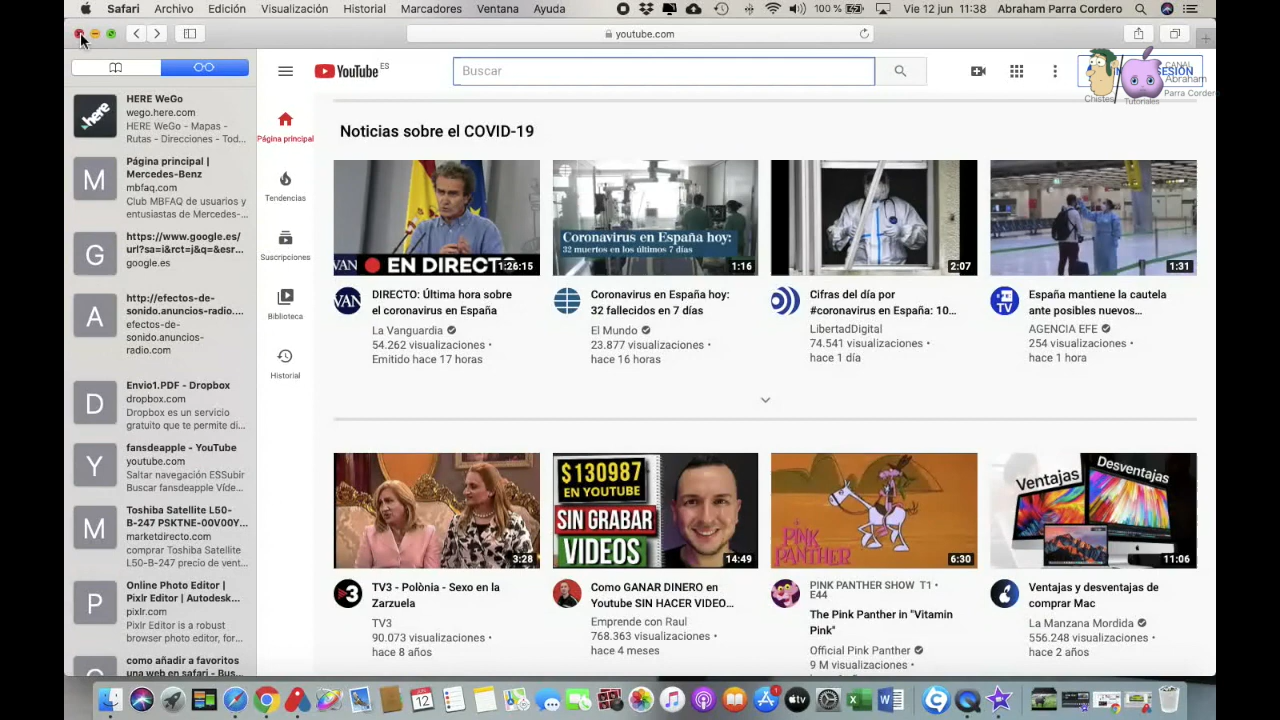 Safari Archivo Edición Visualización Historial Marcadores Ventana Ayuda 100 % Vie 12 jun 11:38 Abraham Parra Cordero
youtube.com
HERE WeGo
wego.here.com
HERE WeGo - Mapas -
Rutas - Direcciones - Tod...
M
Página principal |
Mercedes-Benz
mbfaq.com
Club MBFAQ de usuarios y
entusiastas de Mercedes-...
G
https://www.google.es/
url?sa=i&rct=j&q=&esr...
google.es
A
http://efectos-de-
sonido.anuncios-radio....
efectos-de-
sonido.anuncios-
radio.com
D
Envio1.PDF - Dropbox
dropbox.com
Dropbox es un servicio
gratuito que te permite di...
Y
fansdeapple - YouTube
youtube.com
Saltar navegación ESSubir
Buscar fansdeapple Víde...
M
Toshiba Satellite L50-
B-247 PSKTNE-00V00Y...
marketdirecto.com
comprar Toshiba Satellite
L50-B-247 precio de vent...
P
Online Photo Editor |
Pixlr Editor | Autodesk...
pixlr.com
Pixlr Editor is a robust
browser photo editor, for...
como añadir a favoritos
una web en safari - Bus...
YouTube ES
Buscar
SESIÓN
CANAL
Abraham
Parra Cordero
Chistes
Tutoriales
Página principal
Tendencias
Suscripciones
Biblioteca
Historial
Noticias sobre el COVID-19
VAN EN DIRECTO
1:26:15
Coronavirus en España hoy:
32 muertos en los últimos 7 días
1:16
2:07
1:31
VAN
DIRECTO: Última hora sobre
el coronavirus en España
La Vanguardia
54.262 visualizaciones •
Emitido hace 17 horas
Coronavirus en España hoy:
32 fallecidos en 7 días
El Mundo
23.877 visualizaciones •
hace 16 horas
Cifras del día por
#coronavirus en España: 10...
LibertadDigital
74.541 visualizaciones •
hace 1 día
TV
España mantiene la cautela
ante posibles nuevos...
AGENCIA EFE
254 visualizaciones •
hace 1 hora
3:28
$130987
EN YOUTUBE
SIN GRABAR
VIDEOS
14:49
PINK
PANTHER
6:30
Ventajas
Desventajas
11:06
3
TV3 - Polònia - Sexo en la
Zarzuela
TV3
90.073 visualizaciones •
hace 8 años
Como GANAR DINERO en
Youtube SIN HACER VIDEO...
Emprende con Raul
768.363 visualizaciones •
hace 4 meses
PINK PANTHER SHOW T1 •
E44
The Pink Panther in "Vitamin
Pink"
Official Pink Panther
9 M visualizaciones •
Ventajas y desventajas de
comprar Mac
La Manzana Mordida
556.248 visualizaciones •
hace 2 años